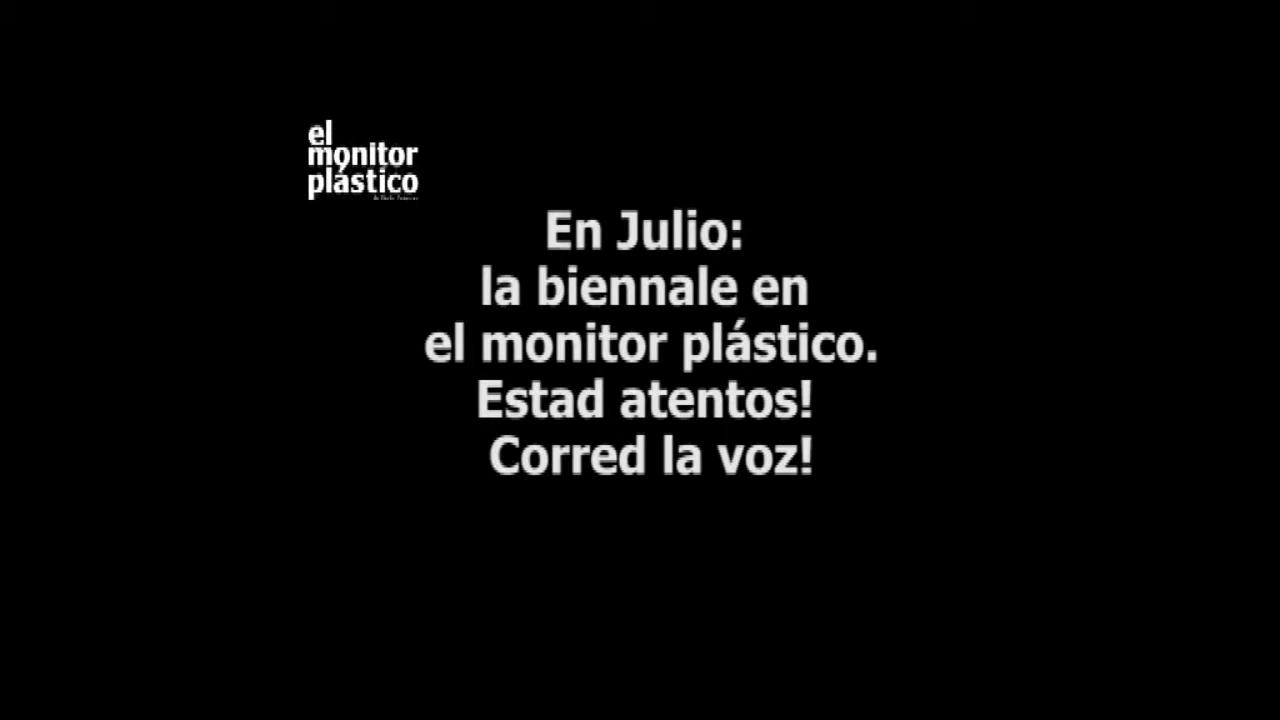 el
monitor
plástico
En Julio:
la biennale en
el monitor plástico.
Estad atentos!
Corred la voz!